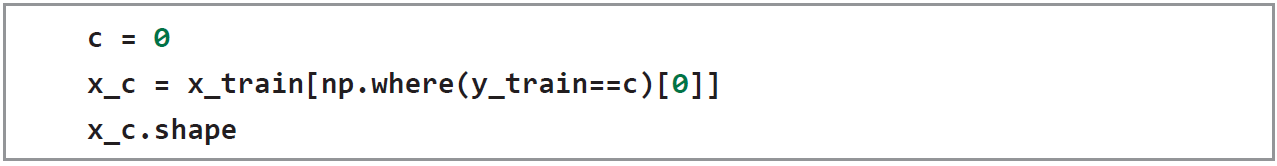 c = 0
x_c = x_train[np.where(y_train==c)[0]]
x_c.shape